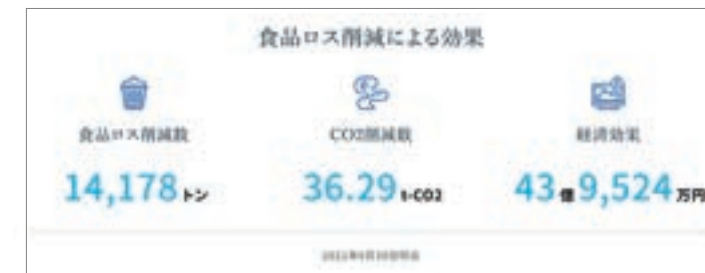 食品ロス削減による効果
食品ロス削減数
CO2削減数
経済効果
14,178トン
36.29t-CO2
43億9,524万円